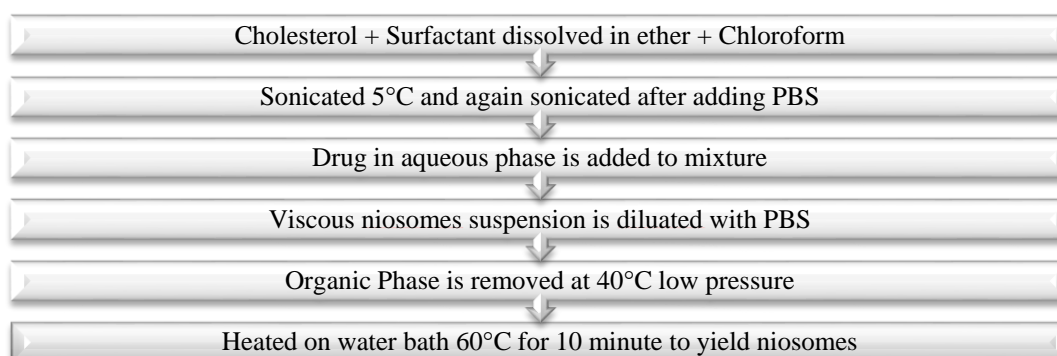 Cholesterol + Surfactant dissolved in ether + Chloroform
Sonicated 5°C and again sonicated after adding PBS
Drug in aqueous phase is added to mixture
Viscous niosomes suspension is diluated with PBS
Organic Phase is removed at 40°C low pressure
Heated on water bath 60°C for 10 minute to yield niosomes